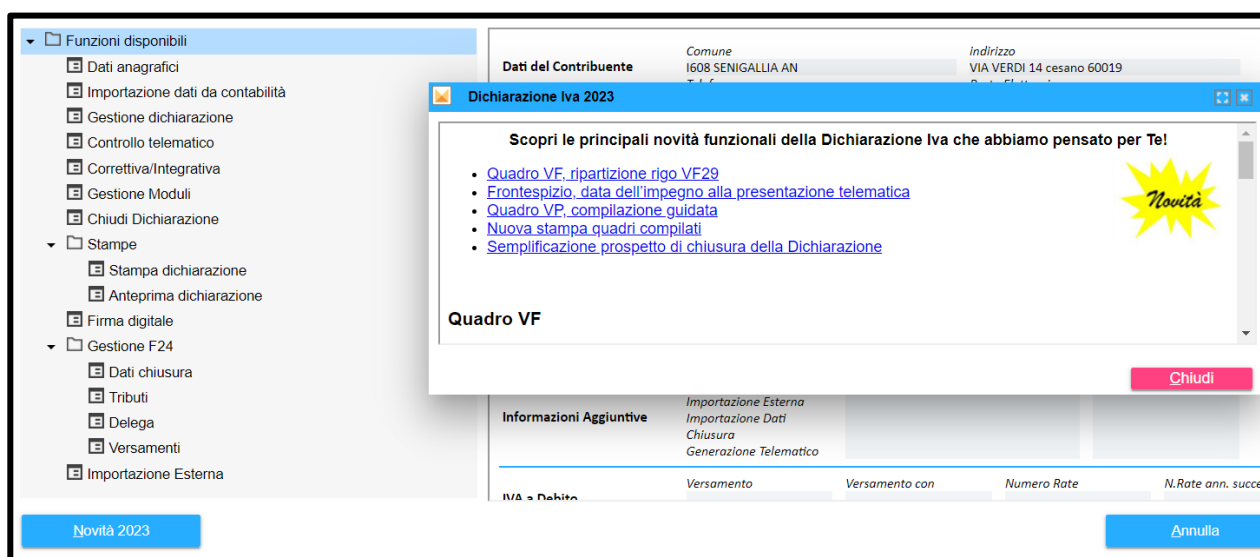 Funzioni disponibili
Dati anagrafici
Importazione dati da contabilità
Gestione dichiarazione
Controllo telematico
Correttiva/Integrativa
Gestione Moduli
Chiudi Dichiarazione
Stampe
Stampa dichiarazione
Anteprima dichiarazione
Firma digitale
Gestione F24
Dati chiusura
Tributi
Delega
Versamenti
Importazione Esterna
Novità 2023
Comune indirizzo
Dati del Contribuente I608 SENIGALLIA AN VIA VERDI 14 cesano 60019
Dichiarazione Iva 2023
Scopri le principali novità funzionali della Dichiarazione Iva che abbiamo pensato per Te!
Quadro VF, ripartizione rigo VF29
Frontespizio, data dell'impegno alla presentazione telematica
Quadro VP, compilazione guidata
Nuova stampa quadri compilati
Semplificazione prospetto di chiusura della Dichiarazione
Novità
Quadro VF
Chiudi
Importazione Esterna
Informazioni Aggiuntive Importazione Dati
Chiusura
Generazione Telematico
Versamento Versamento con Numero Rate N.Rate ann.
IVA a Debito
Annulla